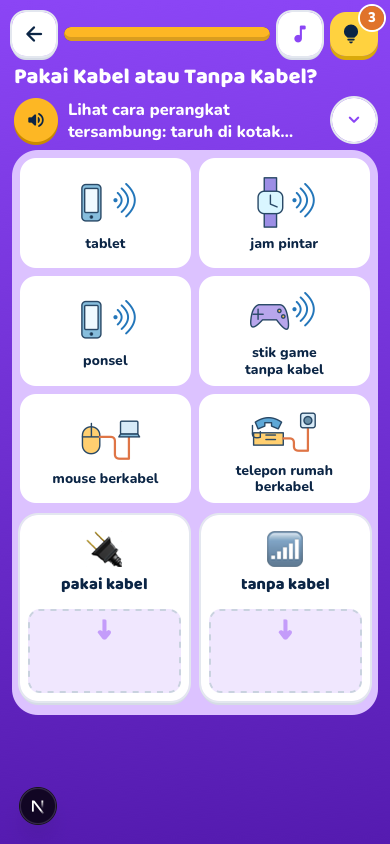 3
Pakai Kabel atau Tanpa Kabel?
Lihat cara perangkat
tersambung: taruh di kotak...
tablet
jam pintar
ponsel
stik game
tanpa kabel
mouse berkabel
telepon rumah
berkabel
pakai kabel
tanpa kabel
N